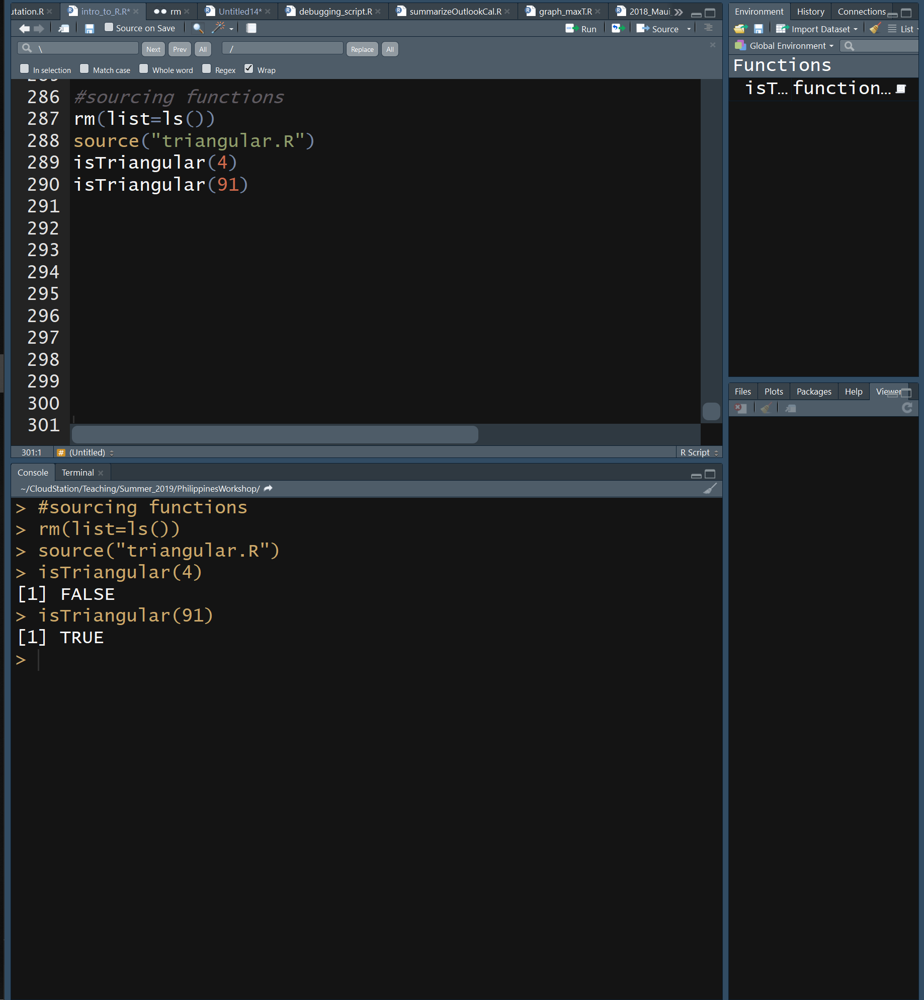 utation.R
intro_to_R.R*
rm
Untitled14*
debugging_script.R
summarizeOutlookCal.R
graph_maxT.R
2018_Maui
Source on Save
Run
Source
\
Next
Prev
All
/
Replace
All
In selection
Match case
Whole word
Regex
Wrap
286 #sourcing functions
287 rm(list=ls())
288 source("triangular.R")
289 isTriangular(4)
290 isTriangular(91)
291
292
293
294
295
296
297
298
299
300
301
301:1
# (Untitled)
R Script
Console
Terminal
~/CloudStation/Teaching/Summer_2019/PhilippinesWorkshop/
> #sourcing functions
> rm(list=ls())
> source("triangular.R")
> isTriangular(4)
[1] FALSE
> isTriangular(91)
[1] TRUE
>
Environment
History
Connections
Import Dataset
List
Global Environment
Functions
isT... function...
Files
Plots
Packages
Help
Viewer